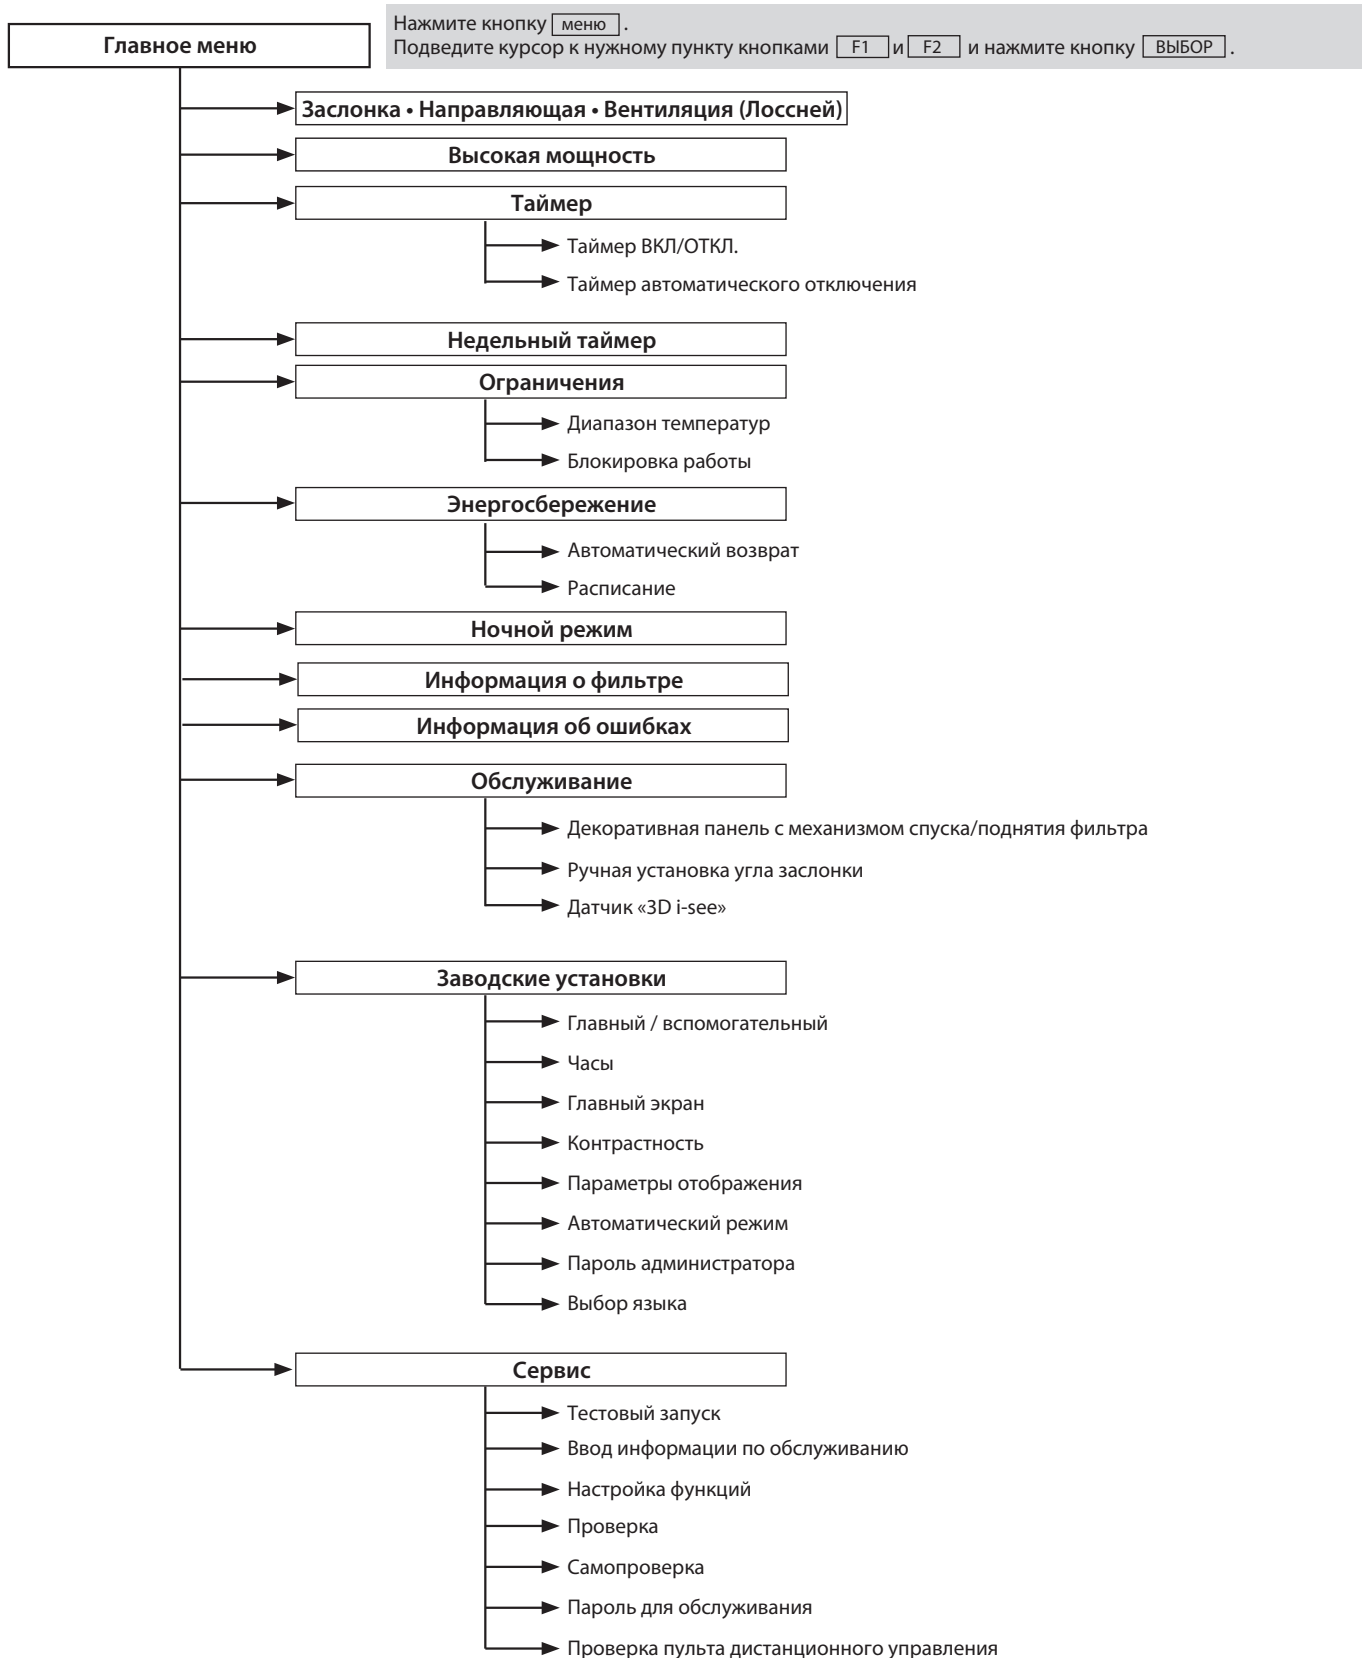 Главное меню
Нажмите кнопку меню .
Подведите курсор к нужному пункту кнопками F1 и F2 и нажмите кнопку ВЫБОР .
Заслонка • Направляющая • Вентиляция (Лоссней)
Высокая мощность
Таймер
Таймер ВКЛ/ОТКЛ.
Таймер автоматического отключения
Недельный таймер
Ограничения
Диапазон температур
Блокировка работы
Энергосбережение
Автоматический возврат
Расписание
Ночной режим
Информация о фильтре
Информация об ошибках
Обслуживание
Декоративная панель с механизмом спуска/поднятия фильтра
Ручная установка угла заслонки
Датчик «3D i-see»
Заводские установки
Главный / вспомогательный
Часы
Главный экран
Контрастность
Параметры отображения
Автоматический режим
Пароль администратора
Выбор языка
Сервис
Тестовый запуск
Ввод информации по обслуживанию
Настройка функций
Проверка
Самопроверка
Пароль для обслуживания
Проверка пульта дистанционного управления